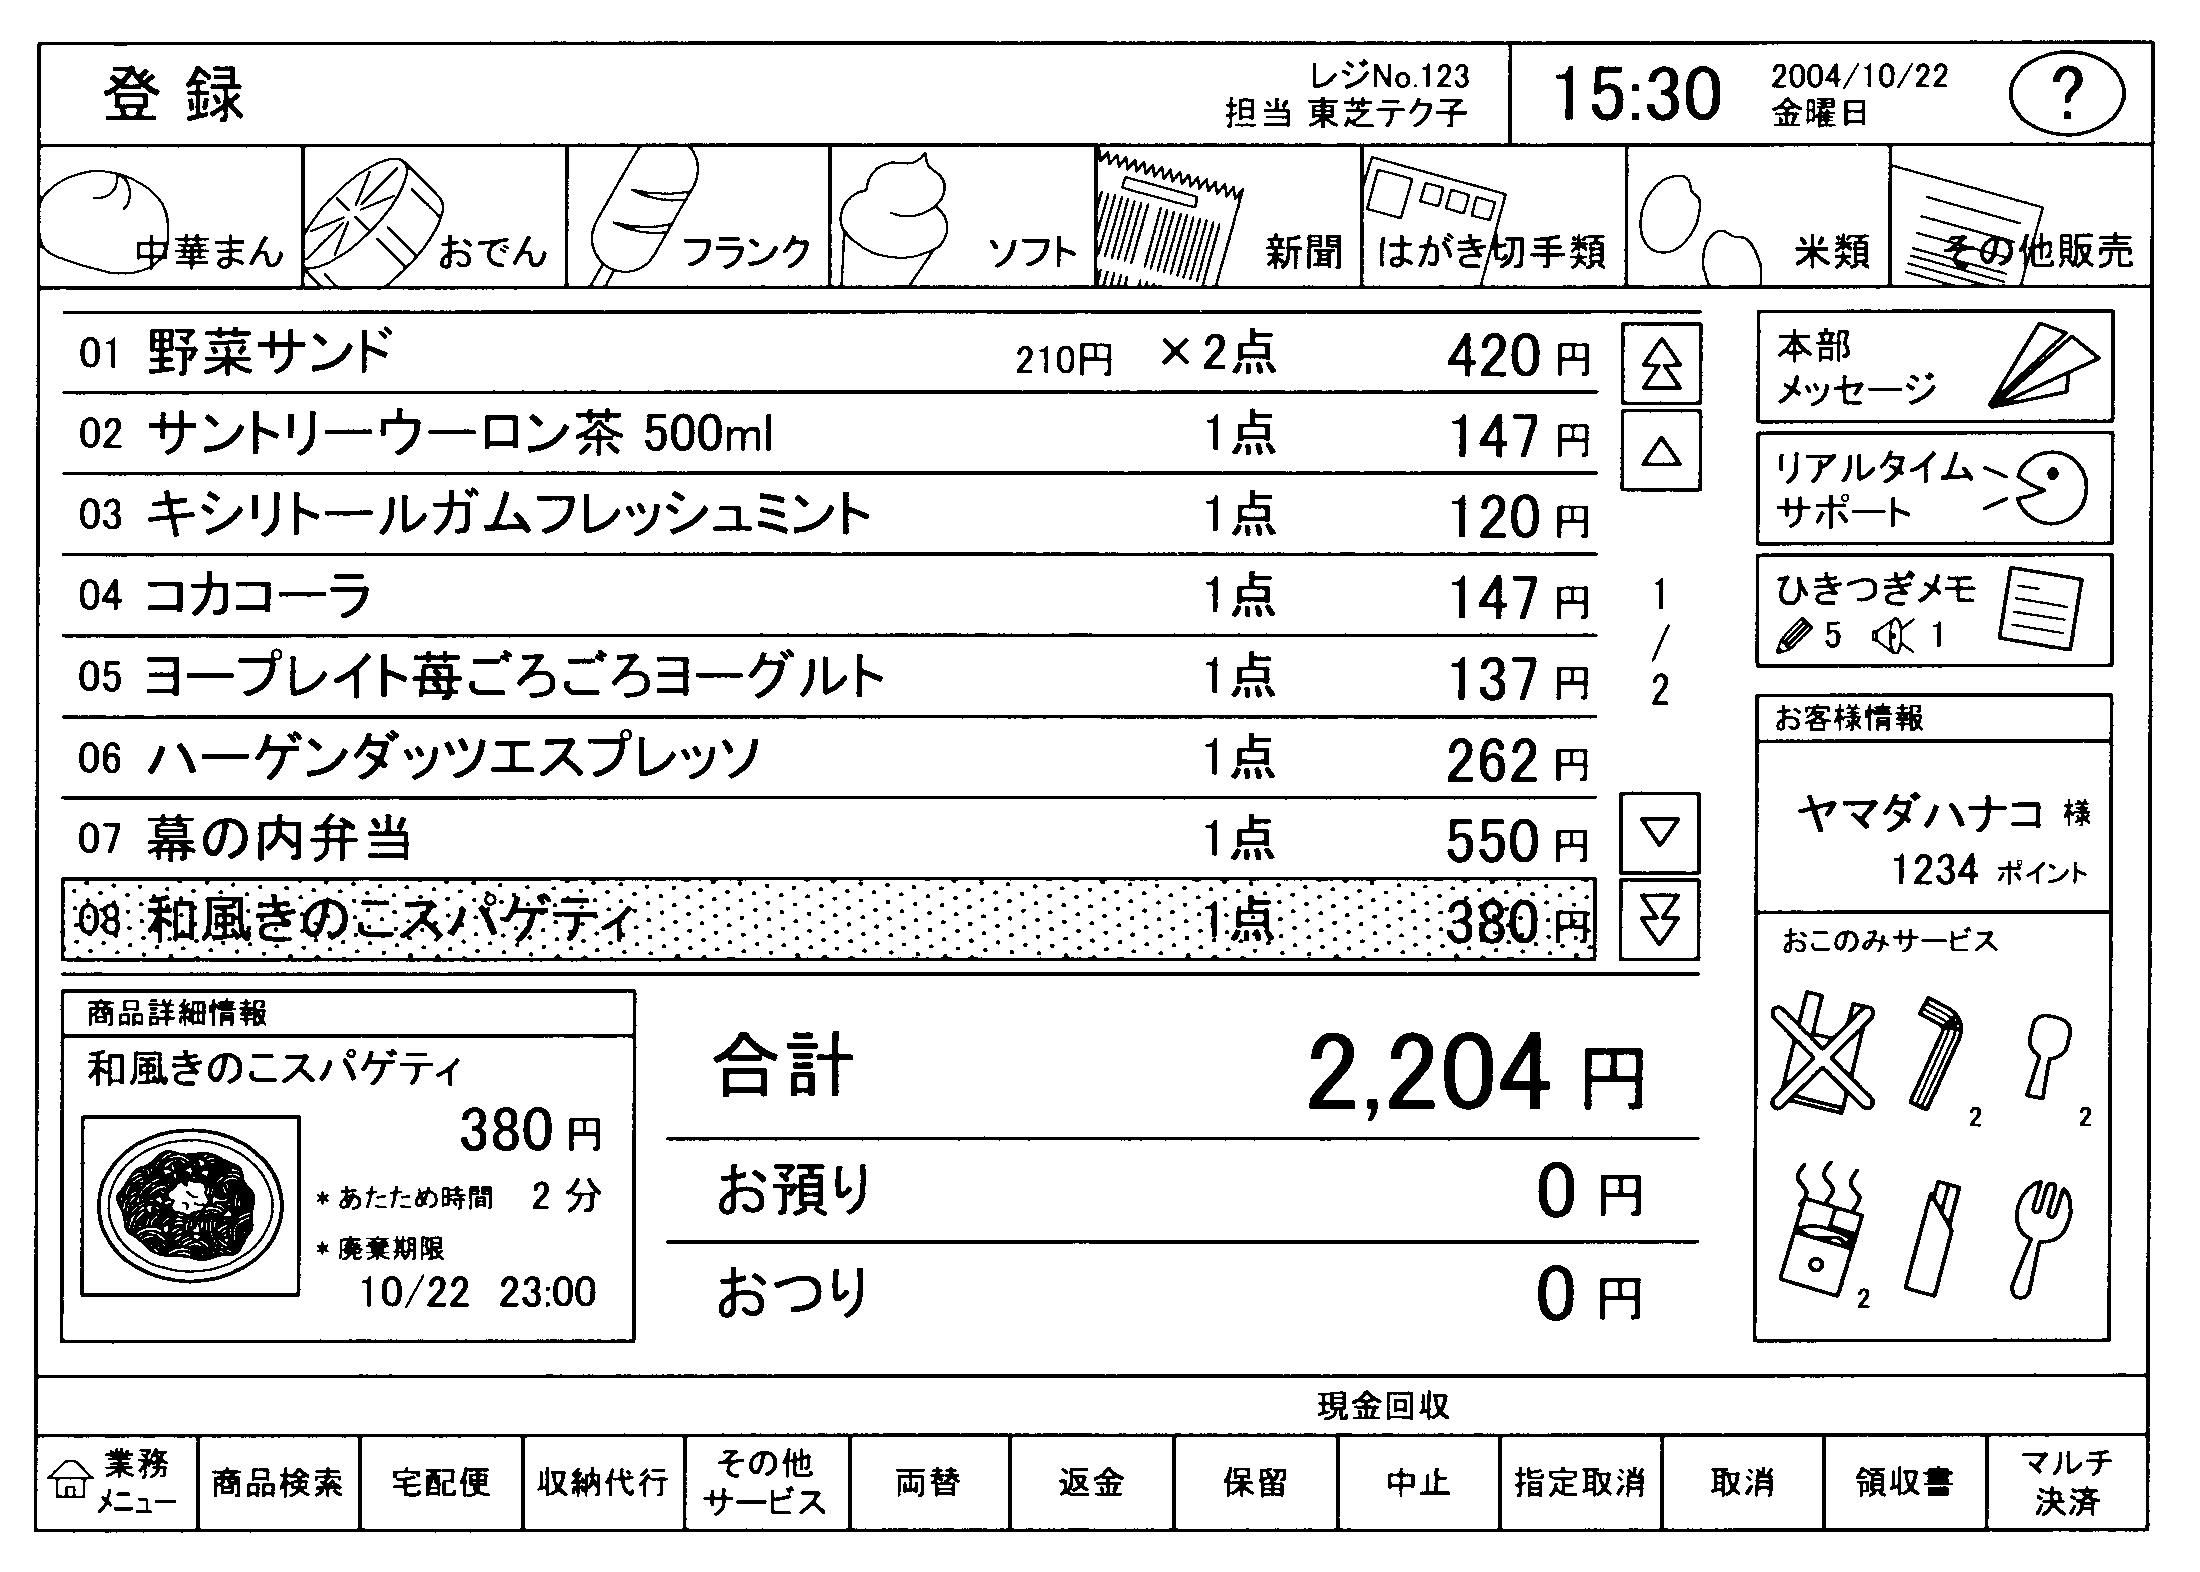 登録
レジNo.123
担当 東芝テク子
15:30
2004/10/22
金曜日
?
中華まん
おでん
フランク
ソフト
新聞
はがき切手類
米類
その他販売
01 野菜サンド 210円 ×2点 420円
02 サントリーウーロン茶 500ml 1点 147円
03 キシリトールガムフレッシュミント 1点 120円
04 コカコーラ 1点 147円
05 ヨープレイト苺ごろごろヨーグルト 1点 137円
06 ハーゲンダッツエスプレッソ 1点 262円
07 幕の内弁当 1点 550円
08 和風きのこスパゲティ 1点 380円
1
/
2
本部
メッセージ
リアルタイム
サポート
ひきつぎメモ
5 1
お客様情報
ヤマダハナコ 様
1234 ポイント
おこのみサービス
2 2
2
商品詳細情報
和風きのこスパゲティ
380円
*あたため時間 2分
*廃棄期限
10/22 23:00
合計 2,204円
お預り 0円
おつり 0円
現金回収
業務
メニュー
商品検索
宅配便
収納代行
その他
サービス
両替
返金
保留
中止
指定取消
取消
領収書
マルチ
決済